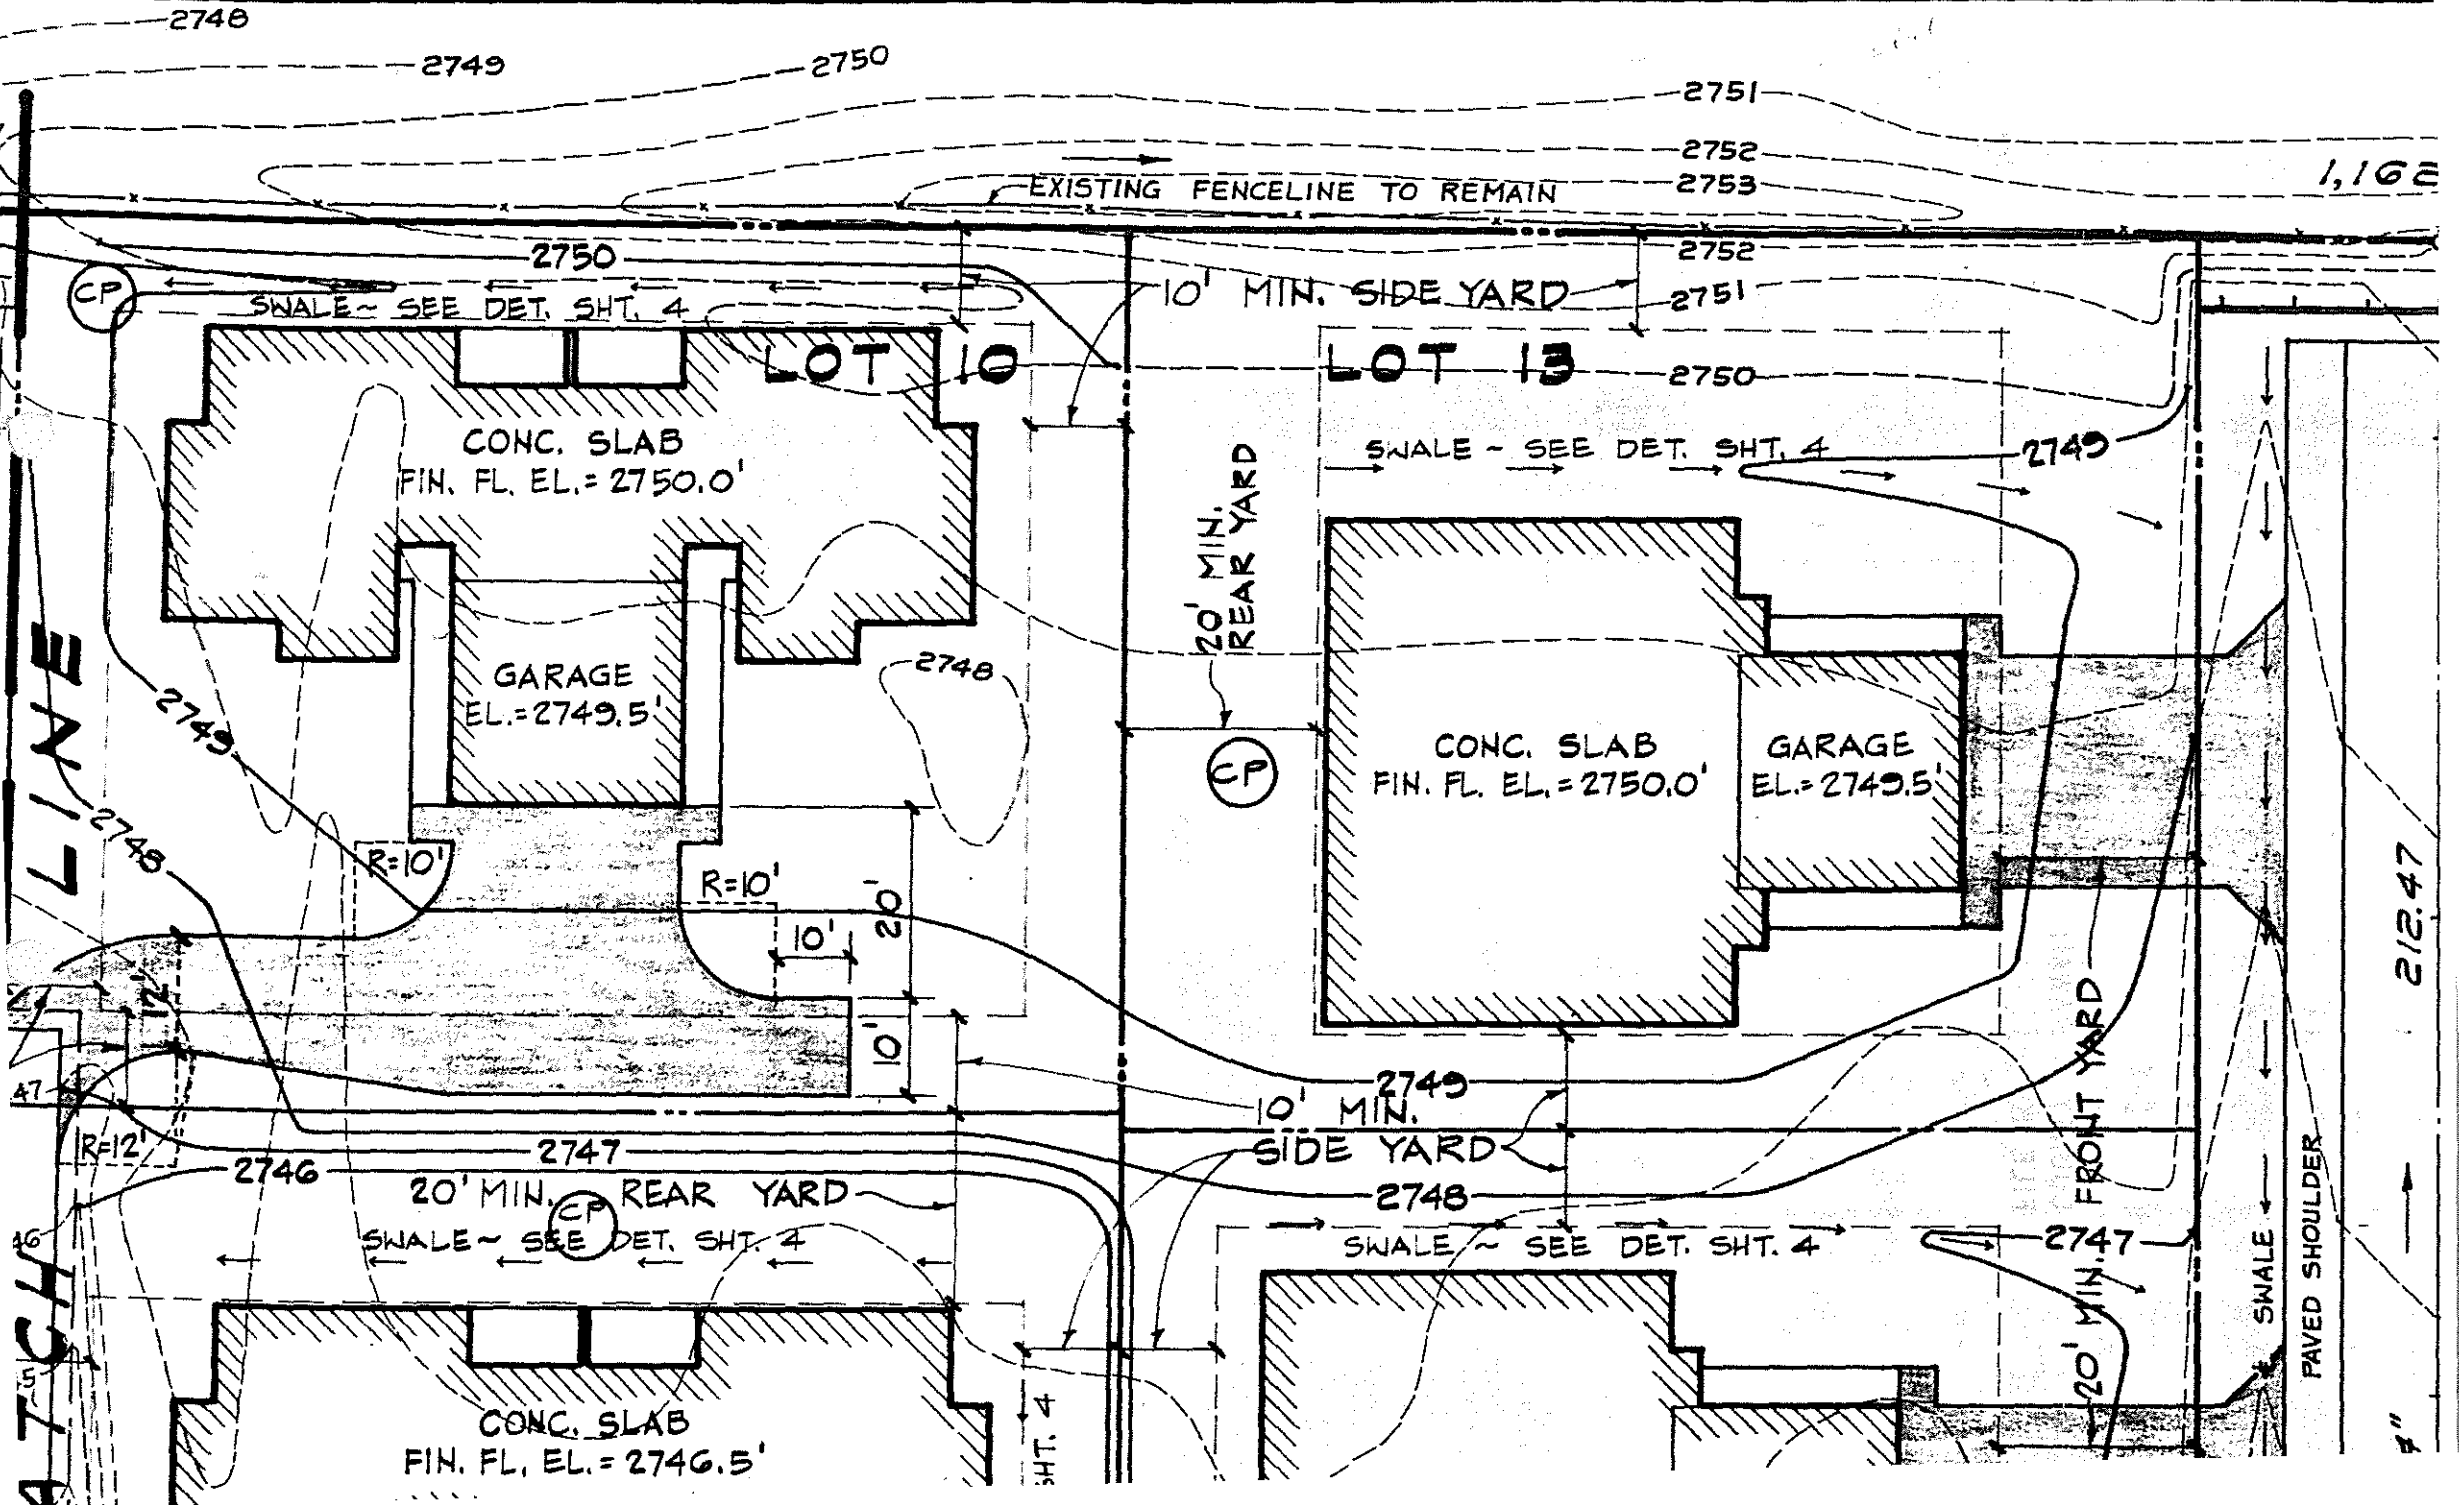 2748
2749
2750
2751
2752
2753
1,162
EXISTING FENCELINE TO REMAIN
2750
2752
CP
10' MIN. SIDE YARD
2751
SWALE ~ SEE DET. SHT. 4
LOT 10
LOT 13
2750
CONC. SLAB
FIN. FL. EL. = 2750.0'
SWALE ~ SEE DET. SHT. 4
2749
20' MIN.
REAR YARD
GARAGE
EL. = 2749.5'
2748
2749
LINE
CONC. SLAB
FIN. FL. EL. = 2750.0'
GARAGE
EL. = 2749.5'
CP
2748
R=10'
R=10'
10'
20'
212.47
12'
10'
47
2749
10' MIN.
SIDE YARD
20' MIN. FRONT YARD
R=12'
2747
2746
20' MIN. REAR YARD
2748
CP
SWALE ~ SEE DET. SHT. 4
SWALE ~ SEE DET. SHT. 4
2747
46
SWALE
PAVED SHOULDER
ATCH
5
CONC. SLAB
FIN. FL. EL. = 2746.5'
SHT. 4